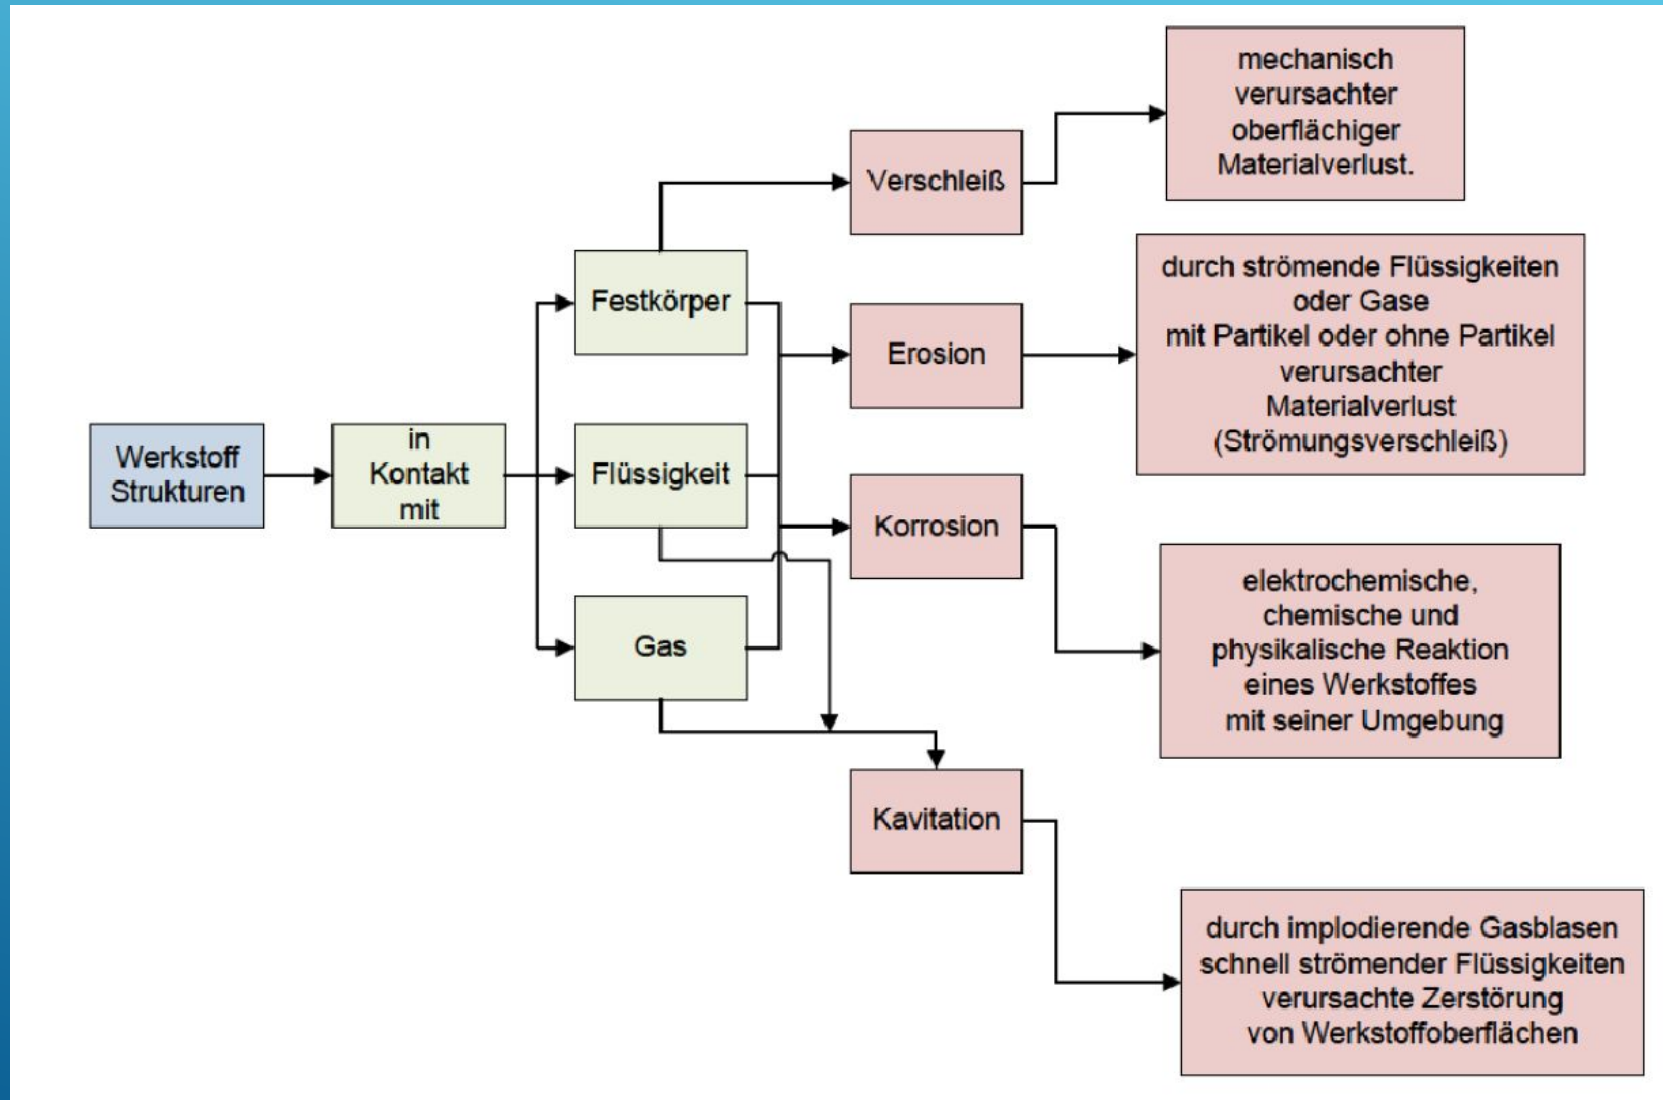 Werkstoff
Strukturen
in
Kontakt
mit
Festkörper
Flüssigkeit
Gas
Verschleiß
Erosion
Korrosion
Kavitation
mechanisch
verursachter
oberflächiger
Materialverlust.
durch strömende Flüssigkeiten
oder Gase
mit Partikel oder ohne Partikel
verursachter
Materialverlust
(Strömungsverschleiß)
elektrochemische,
chemische und
physikalische Reaktion
eines Werkstoffes
mit seiner Umgebung
durch implodierende Gasblasen
schnell strömender Flüssigkeiten
verursachte Zerstörung
von Werkstoffoberflächen